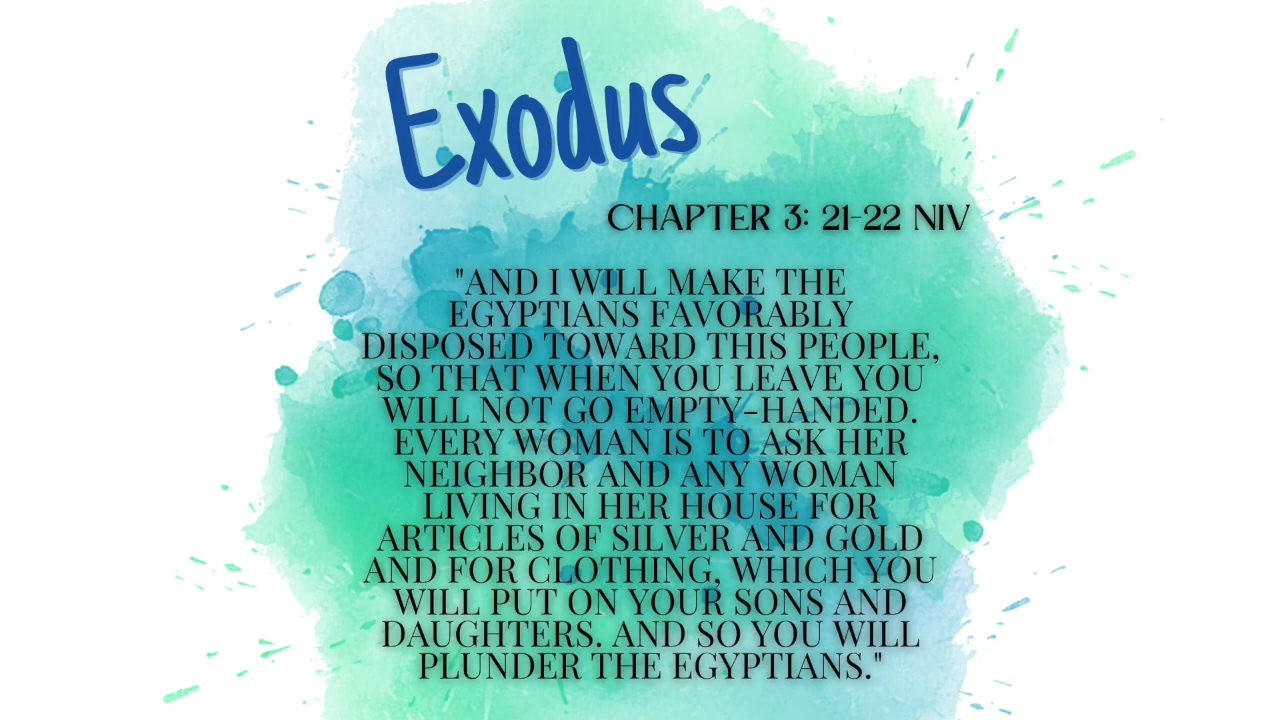 Exodus
CHAPTER 3: 21-22 NIV
"AND I WILL MAKE THE
EGYPTIANS FAVORABLY
DISPOSED TOWARD THIS PEOPLE,
SO THAT WHEN YOU LEAVE YOU
WILL NOT GO EMPTY-HANDED.
EVERY WOMAN IS TO ASK HER
NEIGHBOR AND ANY WOMAN
LIVING IN HER HOUSE FOR
ARTICLES OF SILVER AND GOLD
AND FOR CLOTHING, WHICH YOU
WILL PUT ON YOUR SONS AND
DAUGHTERS. AND SO YOU WILL
PLUNDER THE EGYPTIANS."